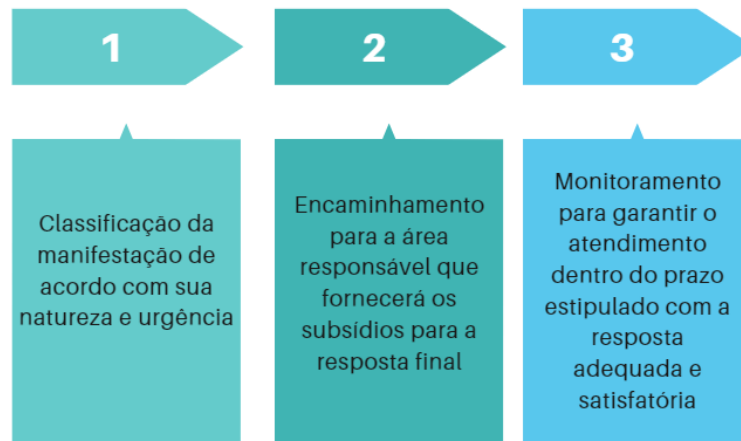 1
2
3
Classificação da
manifestação de
acordo com sua
natureza e urgência
Encaminhamento
para a área
responsável que
fornecerá os
subsídios para a
resposta final
Monitoramento
para garantir o
atendimento
dentro do prazo
estipulado com a
resposta
adequada e
satisfatória